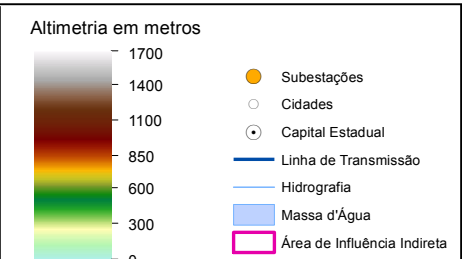 Altimetria em metros
1700
1400
1100
850
600
300
0
Subestações
Cidades
Capital Estadual
Linha de Transmissão
Hidrografia
Massa d'Água
Área de Influência Indireta